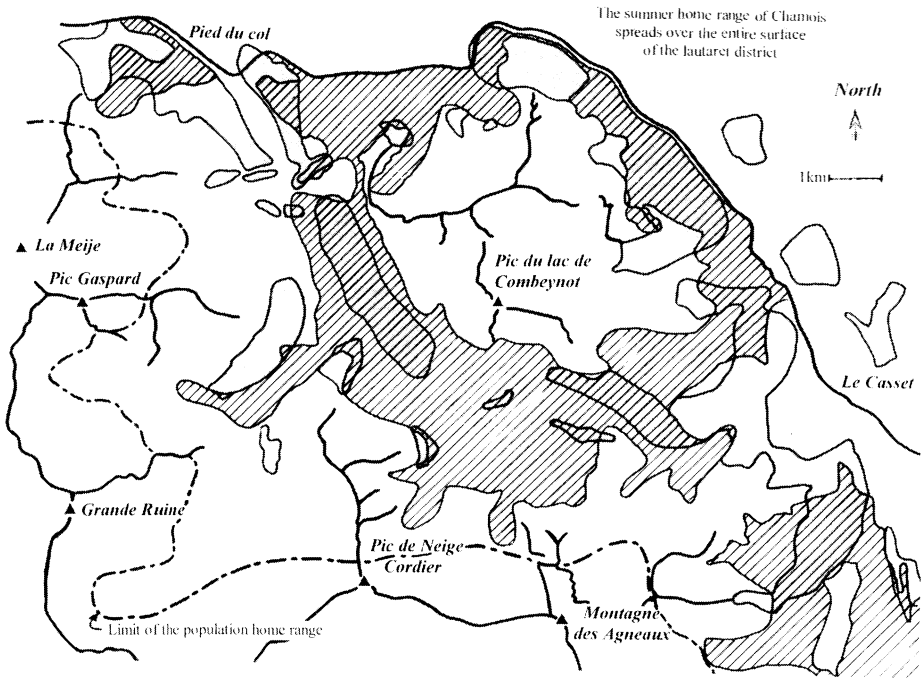 The summer home range of Chamois
spreads over the entire surface
of the lautaret district
Pied du col
North
1km
La Meije
Pic Gaspard
Pic du lac de
Combeynot
Le Casset
Grande Ruine
Pic de Neige
Cordier
Montagne
des Agneaux
Limit of the population home range